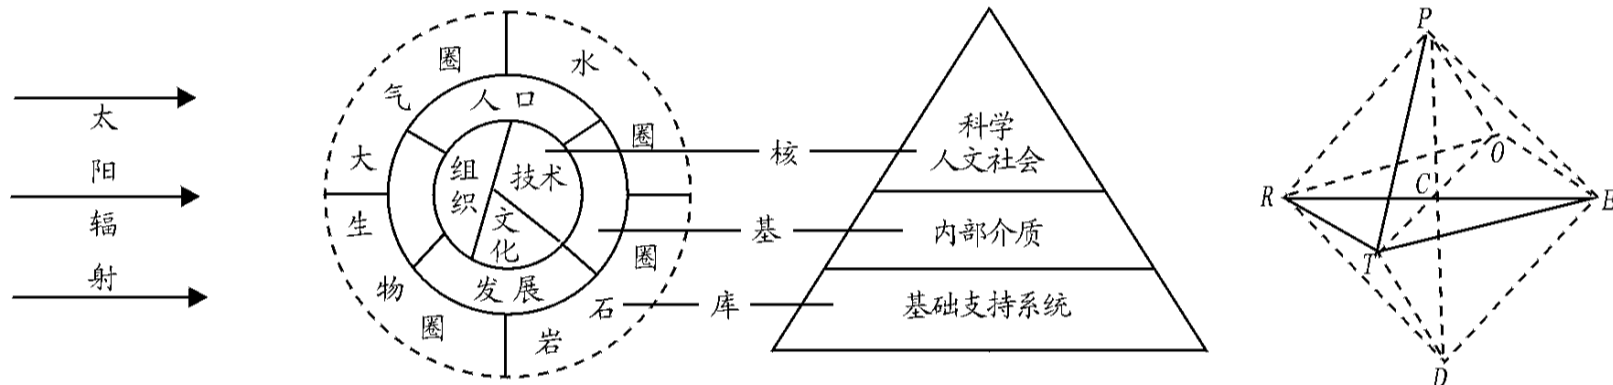 太
阳
辐
射
大气圈
水圈
生物圈
岩石圈
人口
发展
组织
技术
文化
核
基
库
科学
人文社会
内部介质
基础支持系统
P
O
R
C
E
T
D